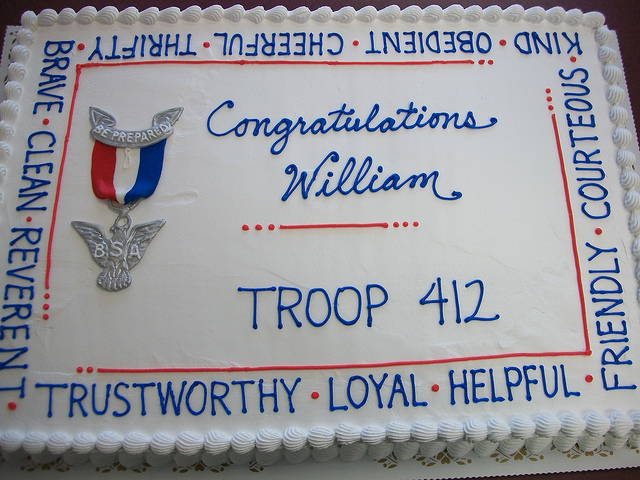 Congratulations
William
TROOP 412
BE PREPARED
BSA
TRUSTWORTHY • LOYAL • HELPFUL •
FRIENDLY • COURTEOUS •
KIND • OBEDIENT • CHEERFUL • THRIFTY
BRAVE • CLEAN • REVERENT •